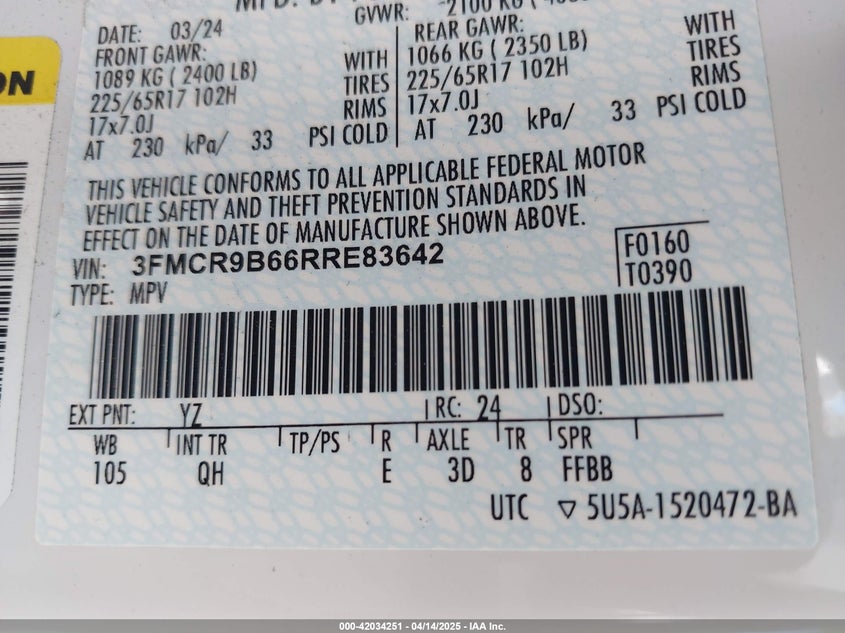 GVWR:
DATE: 03/24
FRONT GAWR: WITH
1089 KG ( 2400 LB) TIRES
225/65R17 102H RIMS
17x7.0J
AT 230 kPa/ 33 PSI COLD
REAR GAWR: WITH
1066 KG ( 2350 LB) TIRES
225/65R17 102H RIMS
17x7.0J
AT 230 kPa/ 33 PSI COLD
THIS VEHICLE CONFORMS TO ALL APPLICABLE FEDERAL MOTOR
VEHICLE SAFETY AND THEFT PREVENTION STANDARDS IN
EFFECT ON THE DATE OF MANUFACTURE SHOWN ABOVE.
VIN: 3FMCR9B66RRE83642
TYPE: MPV
F0160
T0390
EXT PNT: YZ RC: 24 DSO:
WB INT TR TP/PS R AXLE TR SPR
105 QH E 3D 8 FFBB
UTC ▽ 5U5A-1520472-BA
000-42034251 - 04/14/2025 - IAA Inc.